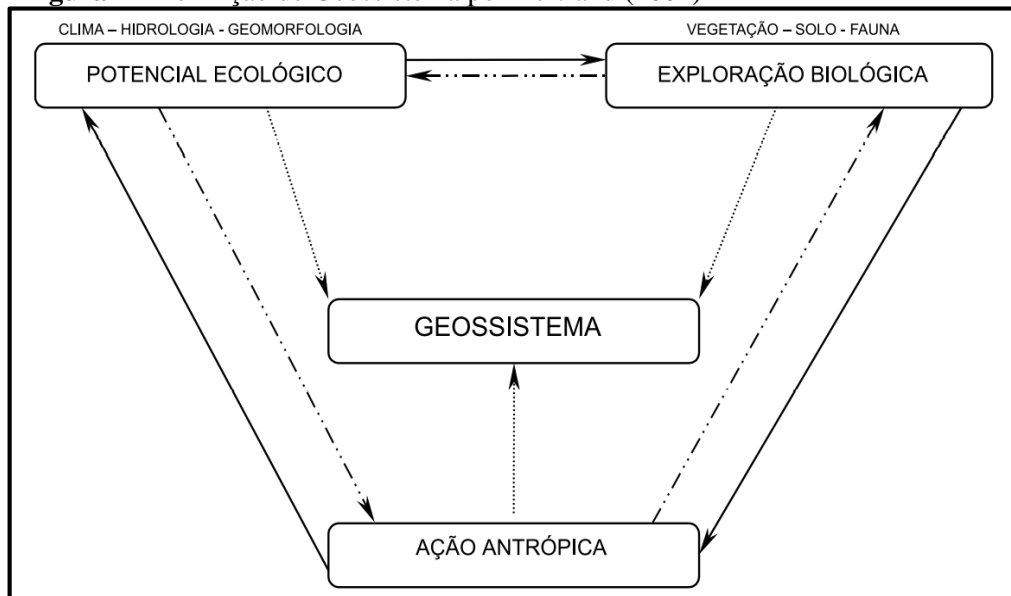 CLIMA – HIDROLOGIA - GEOMORFOLOGIA
VEGETAÇÃO – SOLO - FAUNA
POTENCIAL ECOLÓGICO
EXPLORAÇÃO BIOLÓGICA
GEOSSISTEMA
AÇÃO ANTRÓPICA